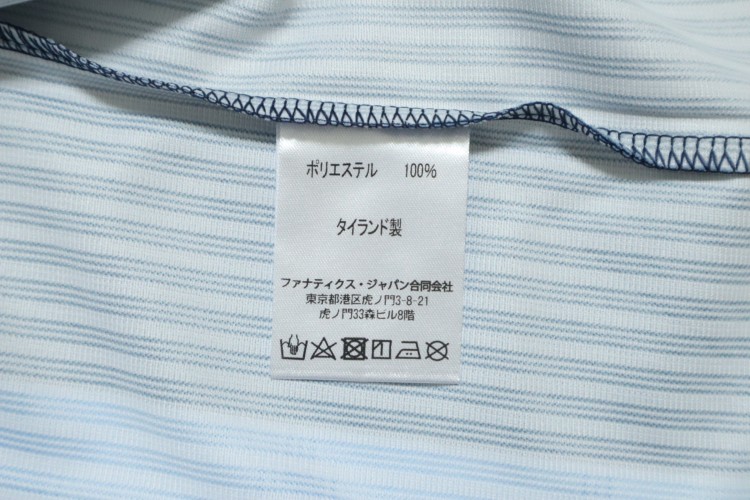 ポリエステル 100%
タイランド製
ファナティクス・ジャパン合同会社
東京都港区虎ノ門3-8-21
虎ノ門33森ビル8階